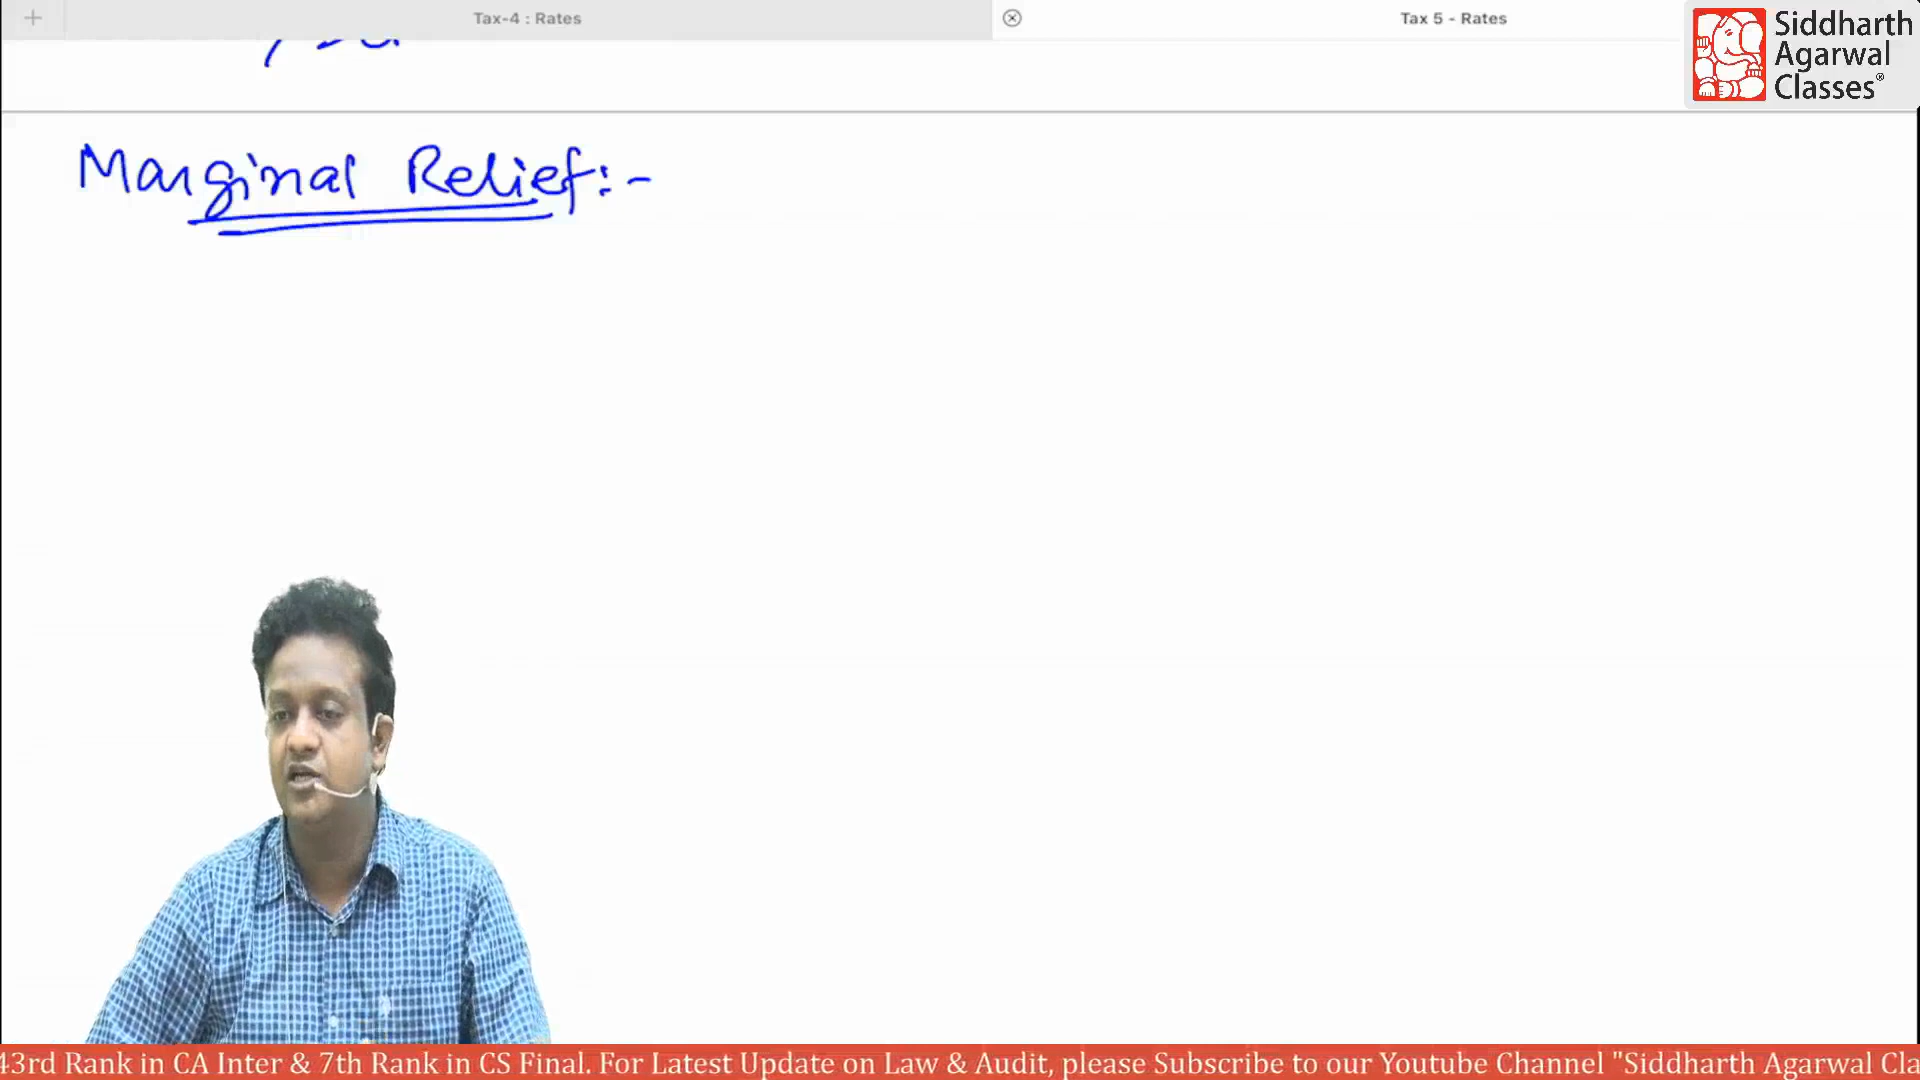 Tax-4 : Rates
Tax 5 - Rates
Siddharth
Agarwal
Classes®
Marginal Relief:-
43rd Rank in CA Inter & 7th Rank in CS Final. For Latest Update on Law & Audit, please Subscribe to our Youtube Channel "Siddharth Agarwal Cla